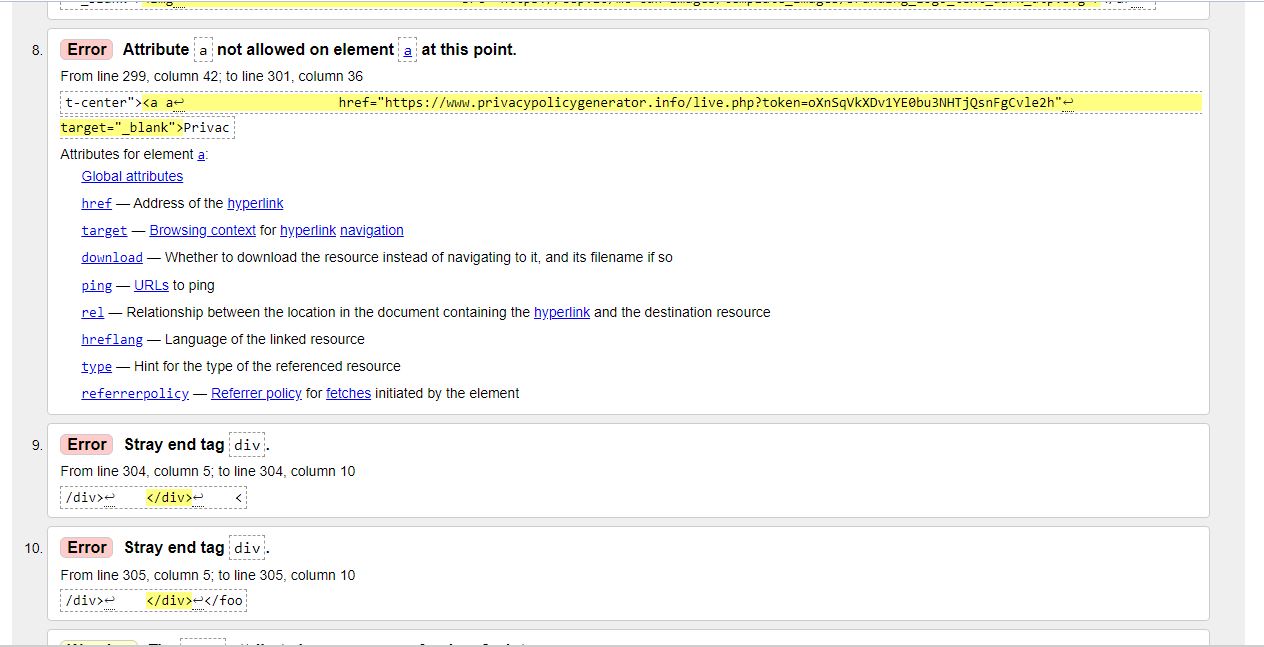 8. Error Attribute a not allowed on element a at this point.
From line 299, column 42; to line 301, column 36
t-center"><a a↩ href="https://www.privacypolicygenerator.info/live.php?token=oXnSqVkXDv1YE0bu3NHTjQsnFgCvle2h"↩
target="_blank">Privac
Attributes for element a:
Global attributes
href — Address of the hyperlink
target — Browsing context for hyperlink navigation
download — Whether to download the resource instead of navigating to it, and its filename if so
ping — URLs to ping
rel — Relationship between the location in the document containing the hyperlink and the destination resource
hreflang — Language of the linked resource
type — Hint for the type of the referenced resource
referrerpolicy — Referrer policy for fetches initiated by the element
9. Error Stray end tag div.
From line 304, column 5; to line 304, column 10
/div>↩ </div>↩ <
10. Error Stray end tag div.
From line 305, column 5; to line 305, column 10
/div>↩ </div>↩</foo